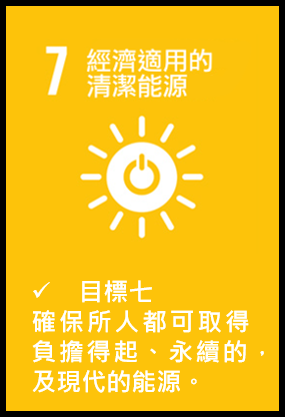 7 經濟適用的
清潔能源
✓ 目標七
確保所人都可取得
負擔得起、永續的,
及現代的能源。